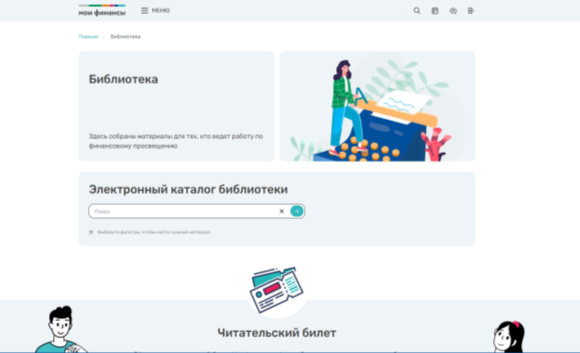 мои финансы
МЕНЮ
Главная / Библиотека
Библиотека
Здесь собраны материалы для тех, кто ведет работу по
финансовому просвещению
Электронный каталог библиотеки
Поиск
Выберите фильтры, чтобы найти нужный материал
Читательский билет